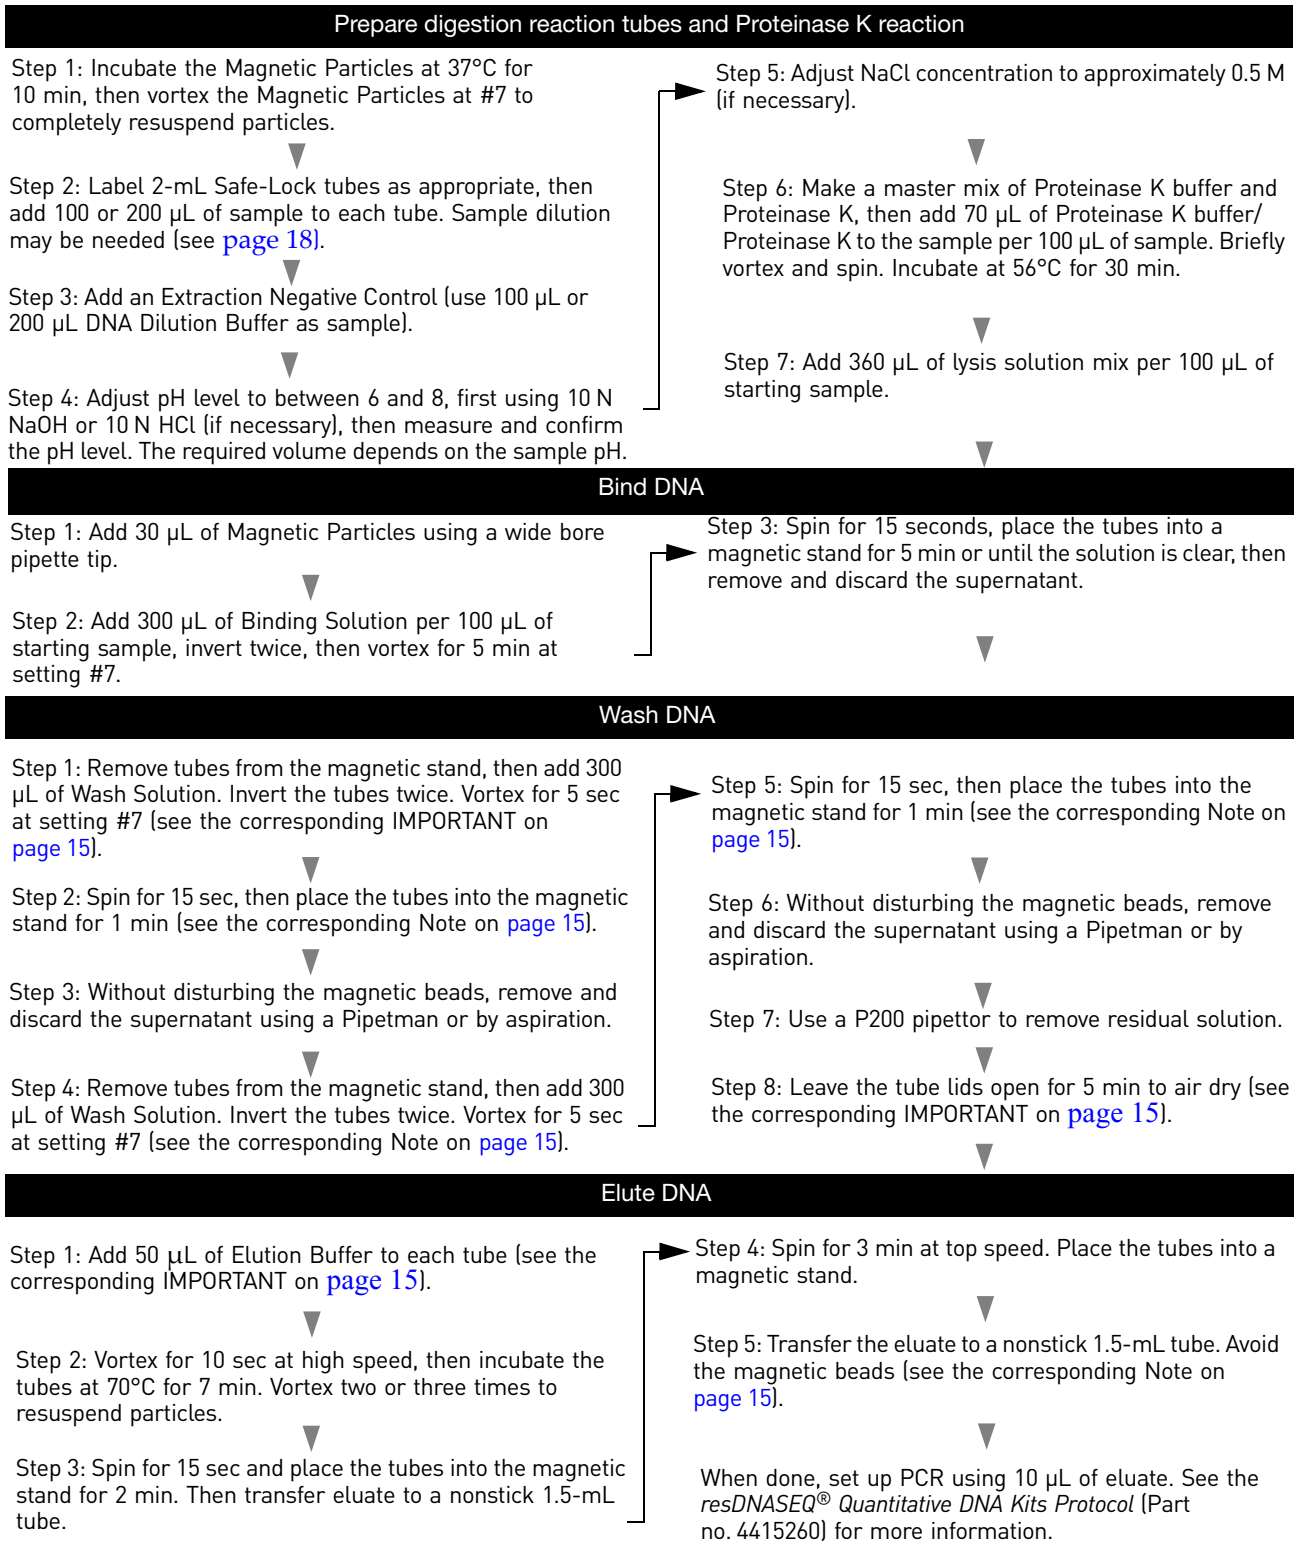 Prepare digestion reaction tubes and Proteinase K reaction
Step 1: Incubate the Magnetic Particles at 37°C for
10 min, then vortex the Magnetic Particles at #7 to
completely resuspend particles.
Step 2: Label 2-mL Safe-Lock tubes as appropriate, then
add 100 or 200 µL of sample to each tube. Sample dilution
may be needed (see page 18).
Step 3: Add an Extraction Negative Control (use 100 µL or
200 µL DNA Dilution Buffer as sample).
Step 4: Adjust pH level to between 6 and 8, first using 10 N
NaOH or 10 N HCl (if necessary), then measure and confirm
the pH level. The required volume depends on the sample pH.
Step 5: Adjust NaCl concentration to approximately 0.5 M
(if necessary).
Step 6: Make a master mix of Proteinase K buffer and
Proteinase K, then add 70 µL of Proteinase K buffer/
Proteinase K to the sample per 100 µL of sample. Briefly
vortex and spin. Incubate at 56°C for 30 min.
Step 7: Add 360 µL of lysis solution mix per 100 µL of
starting sample.
Bind DNA
Step 1: Add 30 µL of Magnetic Particles using a wide bore
pipette tip.
Step 2: Add 300 µL of Binding Solution per 100 µL of
starting sample, invert twice, then vortex for 5 min at
setting #7.
Step 3: Spin for 15 seconds, place the tubes into a
magnetic stand for 5 min or until the solution is clear, then
remove and discard the supernatant.
Wash DNA
Step 1: Remove tubes from the magnetic stand, then add 300
µL of Wash Solution. Invert the tubes twice. Vortex for 5 sec
at setting #7 (see the corresponding IMPORTANT on
page 15).
Step 2: Spin for 15 sec, then place the tubes into the magnetic
stand for 1 min (see the corresponding Note on page 15).
Step 3: Without disturbing the magnetic beads, remove and
discard the supernatant using a Pipetman or by aspiration.
Step 4: Remove tubes from the magnetic stand, then add 300
µL of Wash Solution. Invert the tubes twice. Vortex for 5 sec
at setting #7 (see the corresponding Note on page 15).
Step 5: Spin for 15 sec, then place the tubes into the
magnetic stand for 1 min (see the corresponding Note on
page 15).
Step 6: Without disturbing the magnetic beads, remove
and discard the supernatant using a Pipetman or by
aspiration.
Step 7: Use a P200 pipettor to remove residual solution.
Step 8: Leave the tube lids open for 5 min to air dry (see
the corresponding IMPORTANT on page 15).
Elute DNA
Step 1: Add 50 µL of Elution Buffer to each tube (see the
corresponding IMPORTANT on page 15).
Step 2: Vortex for 10 sec at high speed, then incubate the
tubes at 70°C for 7 min. Vortex two or three times to
resuspend particles.
Step 3: Spin for 15 sec and place the tubes into the magnetic
stand for 2 min. Then transfer eluate to a nonstick 1.5-mL
tube.
Step 4: Spin for 3 min at top speed. Place the tubes into a
magnetic stand.
Step 5: Transfer the eluate to a nonstick 1.5-mL tube. Avoid
the magnetic beads (see the corresponding Note on
page 15).
When done, set up PCR using 10 µL of eluate. See the
resDNASEQ® Quantitative DNA Kits Protocol (Part
no. 4415260) for more information.